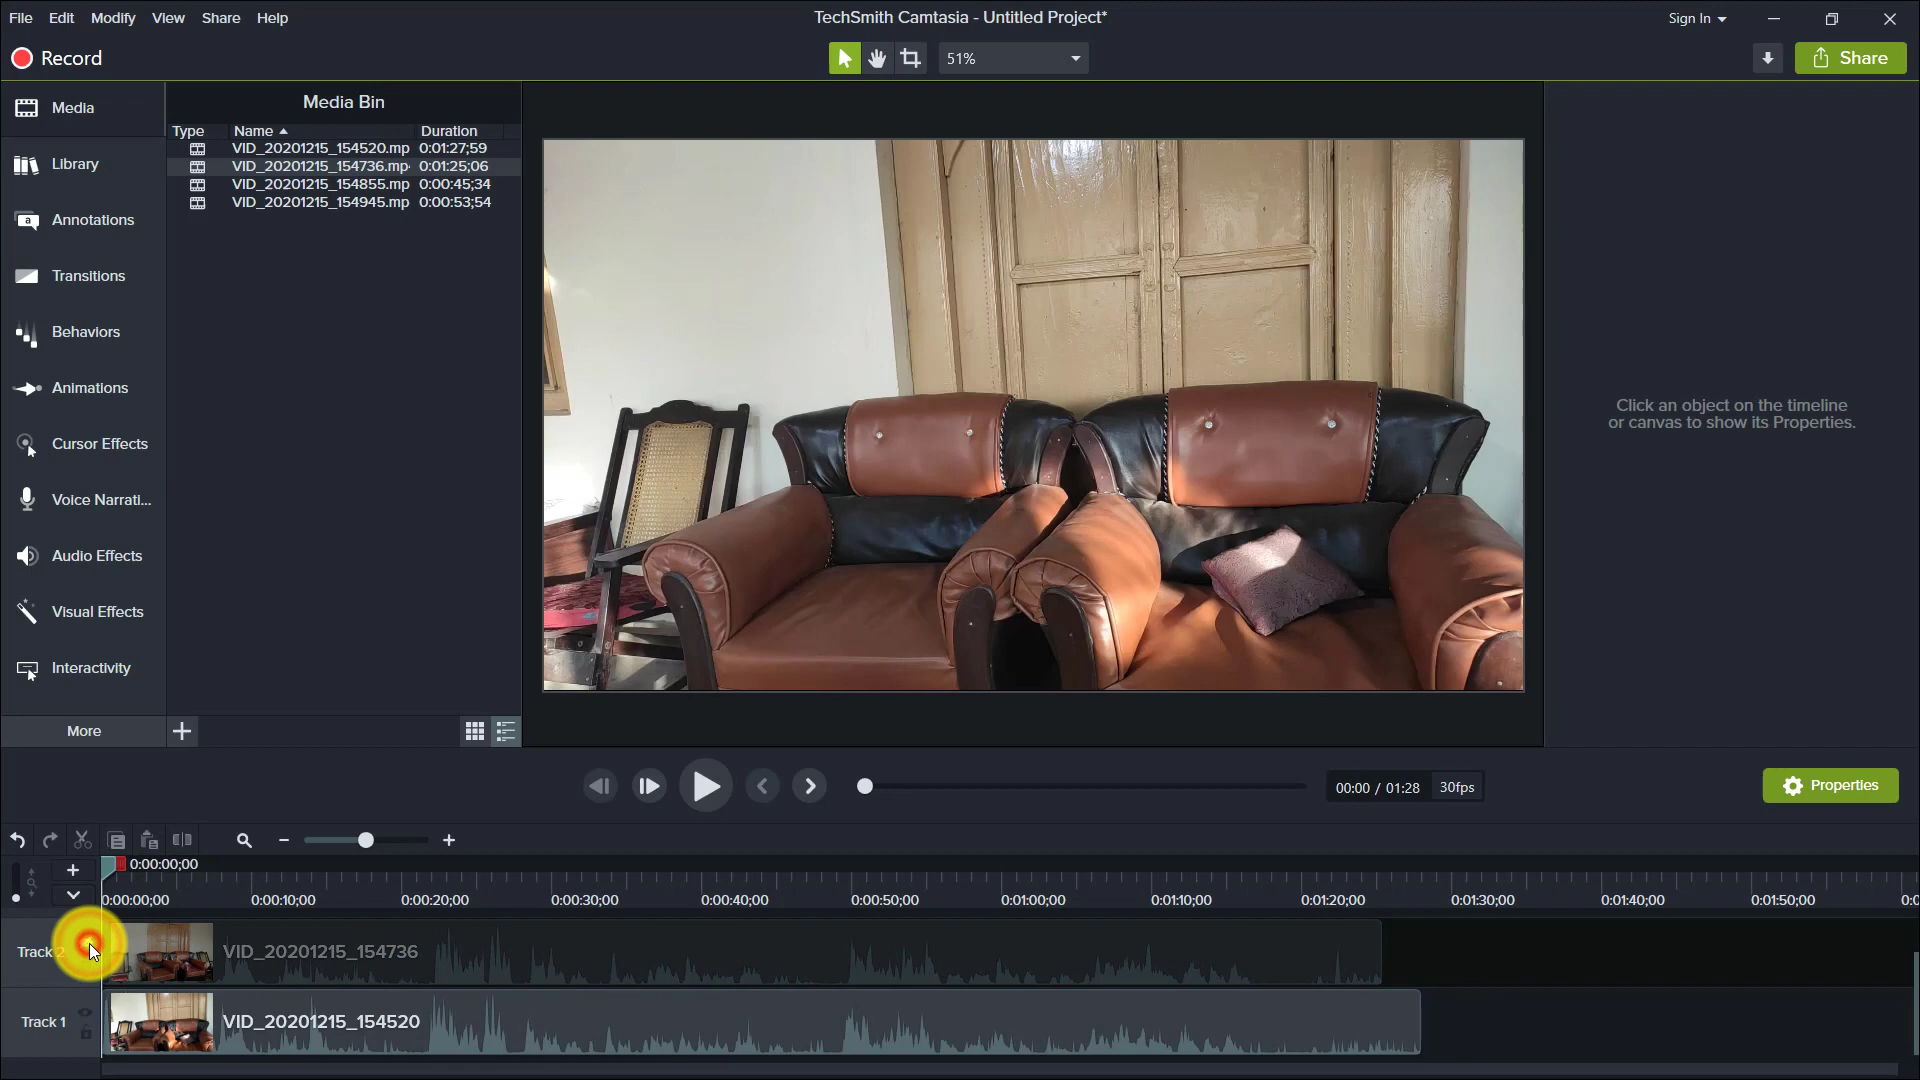 File Edit Modify View Share Help
TechSmith Camtasia - Untitled Project*
Sign In
Record
51%
Share
Media
Library
Annotations
Transitions
Behaviors
Animations
Cursor Effects
Voice Narrati...
Audio Effects
Visual Effects
Interactivity
More
Media Bin
Type Name Duration
VID_20201215_154520.mp 0:01:27;59
VID_20201215_154736.mp 0:01:25;06
VID_20201215_154855.mp 0:00:45;34
VID_20201215_154945.mp 0:00:53;54
Click an object on the timeline
or canvas to show its Properties.
00:00 / 01:28 30fps
Properties
0:00:00;00
0:00:00;00 0:00:10;00 0:00:20;00 0:00:30;00 0:00:40;00 0:00:50;00 0:01:00;00 0:01:10;00 0:01:20;00 0:01:30;00 0:01:40;00 0:01:50;00 0:0
Track 2 VID_20201215_154736
Track 1 VID_20201215_154520